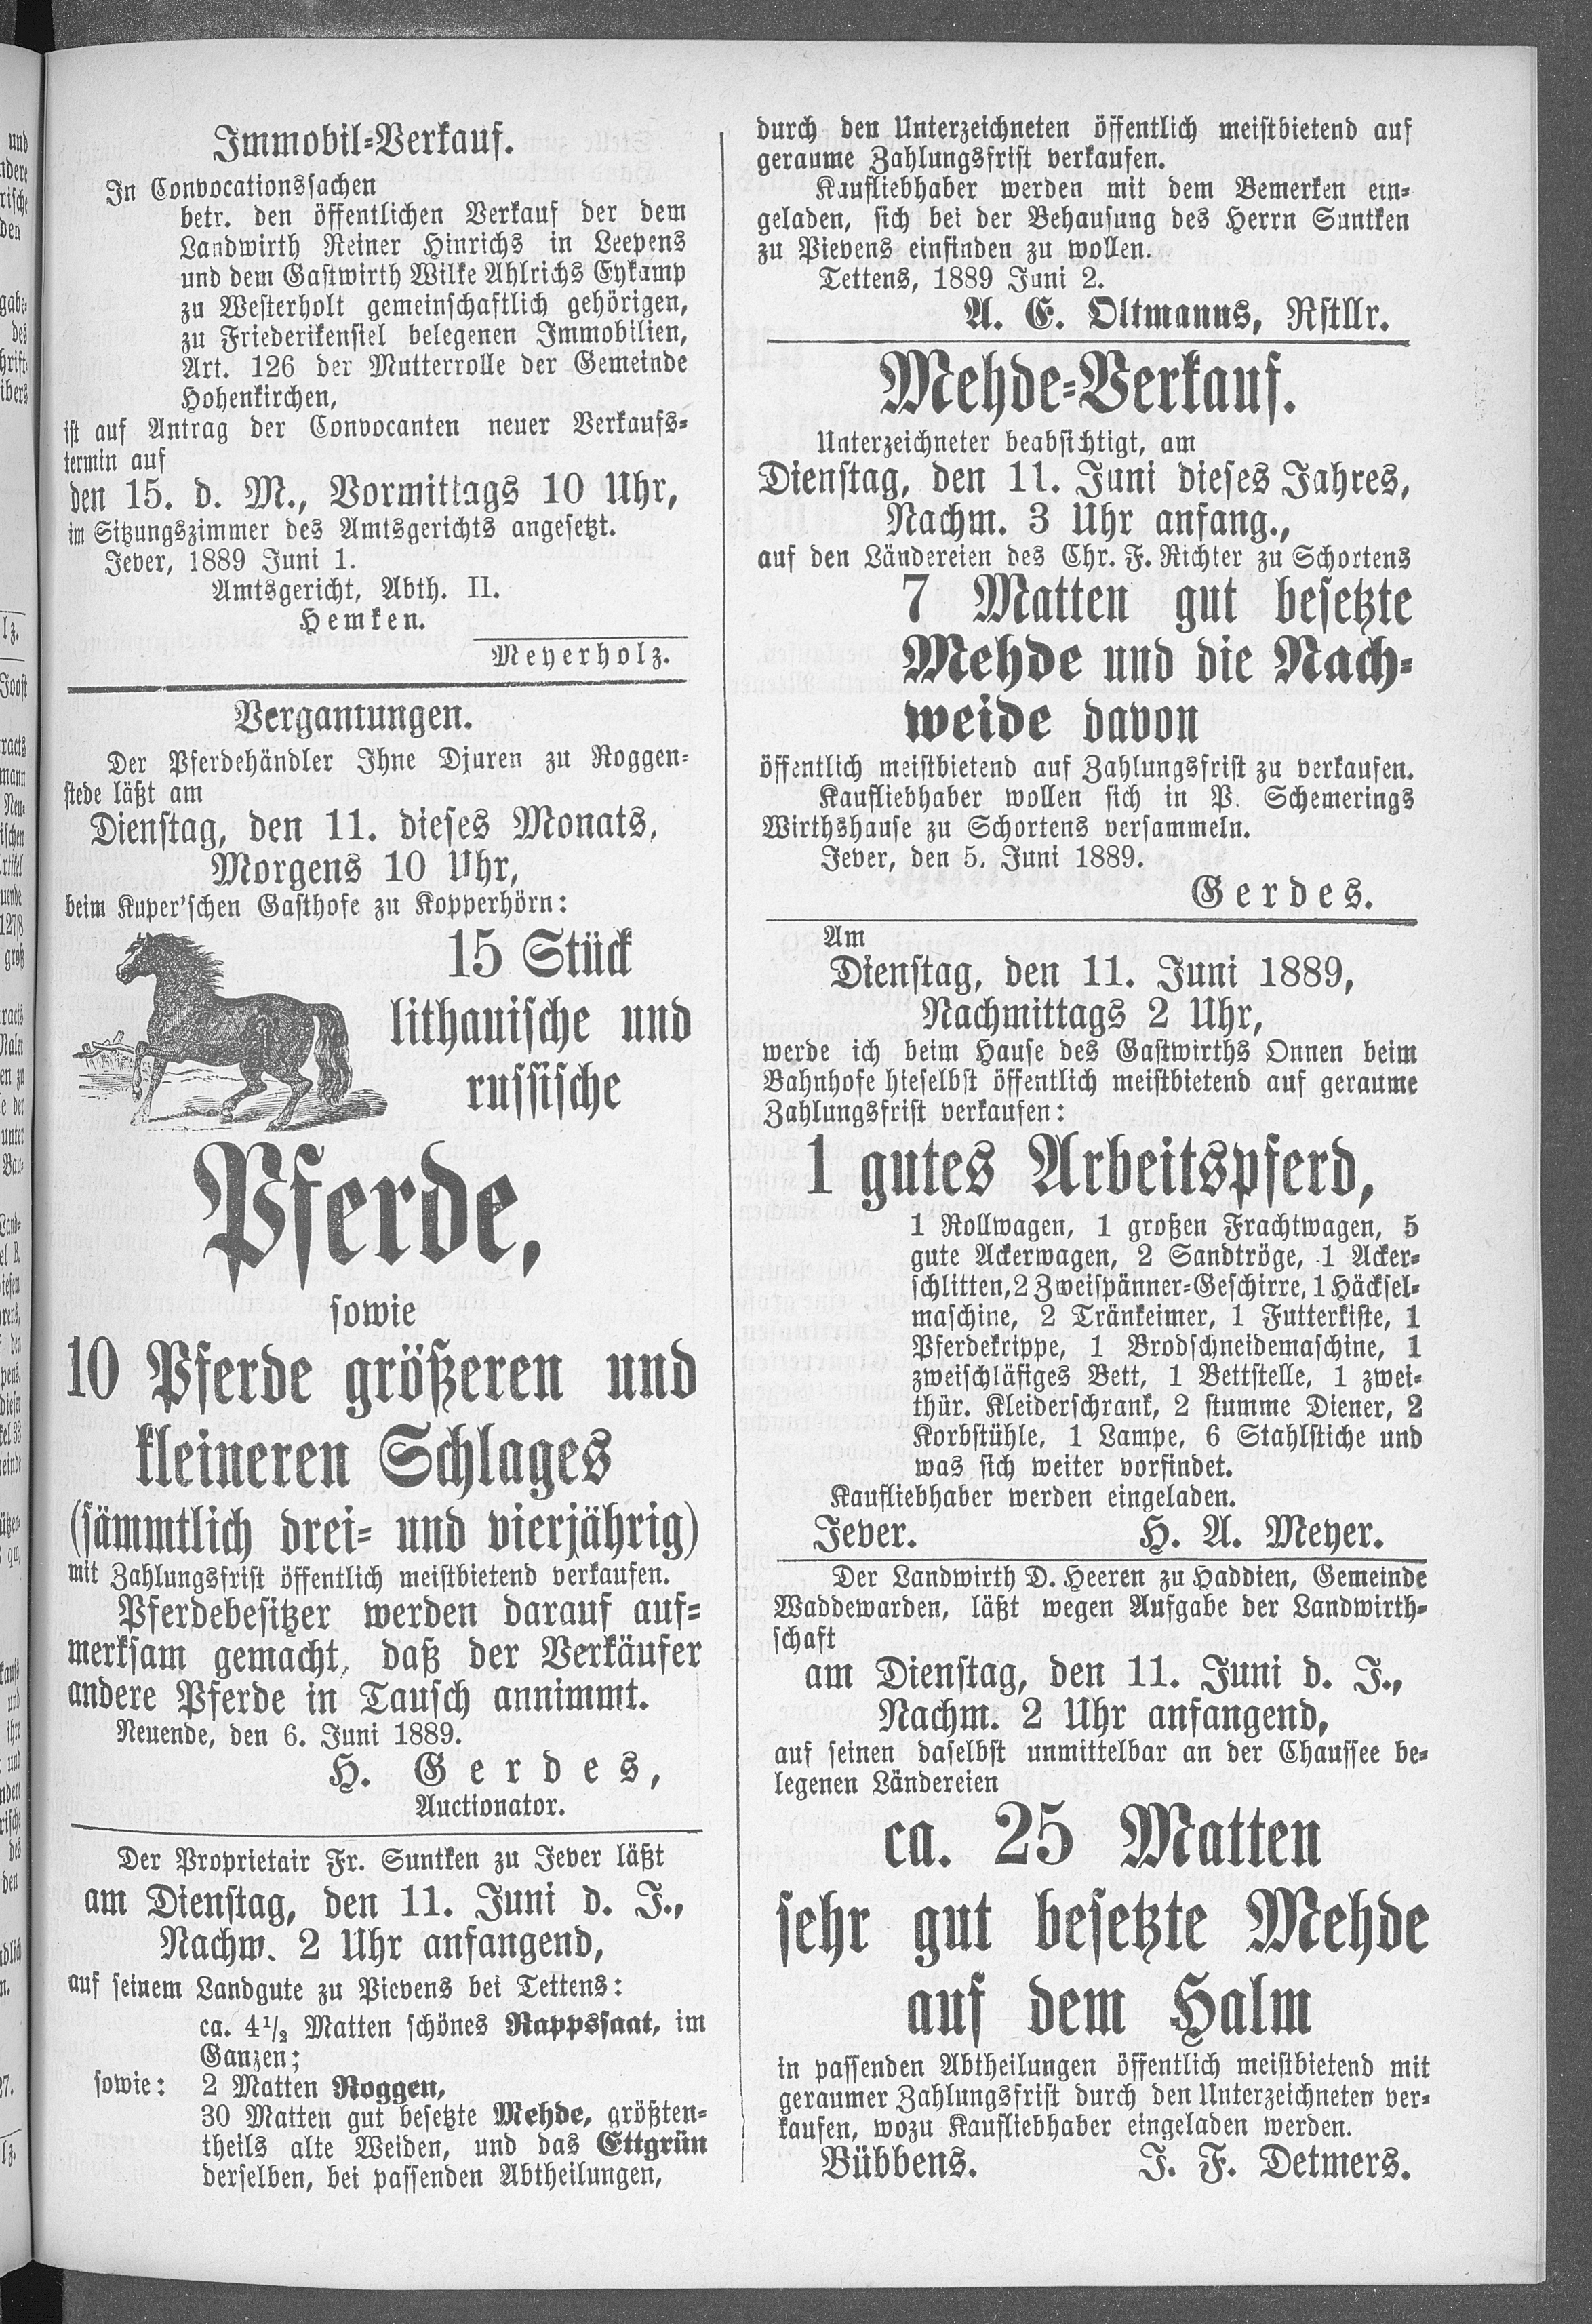 Immobil-Verkauf.
In Convocationssachen
betr. den öffentlichen Verkauf der dem
Landwirth Reiner Hinrichs in Leepens
und dem Gastwirth Wilke Ahlrichs Eykamp
zu Westerholt gemeinschaftlich gehörigen,
zu Friederikensiel belegenen Immobilien,
Art. 126 der Mutterrolle der Gemeinde
Hohenkirchen,
ist auf Antrag der Convocanten neuer Verkaufs-
termin auf
den 15. d. M., Vormittags 10 Uhr,
im Sitzungszimmer des Amtsgerichts angesetzt.
Jever, 1889 Juni 1.
Amtsgericht, Abth. II.
Hemken.
Meyerholz.
Vergantungen.
Der Pferdehändler Ihne Djuren zu Roggen-
stede läßt am
Dienstag, den 11. dieses Monats,
Morgens 10 Uhr,
beim Kuper'schen Gasthofe zu Kopperhörn:
15 Stück
lithauische und
russische
Pferde,
sowie
10 Pferde größeren und
kleineren Schlages
(sämmtlich drei- und vierjährig)
mit Zahlungsfrist öffentlich meistbietend verkaufen.
Pferdebesitzer werden darauf auf-
merksam gemacht, daß der Verkäufer
andere Pferde in Tausch annimmt.
Neuende, den 6. Juni 1889.
H. Gerdes,
Auctionator.
Der Proprietair Fr. Suntken zu Jever läßt
am Dienstag, den 11. Juni d. J.,
Nachm. 2 Uhr anfangend,
auf seinem Landgute zu Pievens bei Tettens:
ca. 4½ Matten schönes Rappssaat, im
Ganzen;
sowie: 2 Matten Roggen,
30 Matten gut besetzte Mehde, größten-
theils alte Weiden, und das Ettgrün
derselben, bei passenden Abtheilungen,
durch den Unterzeichneten öffentlich meistbietend auf
geraume Zahlungsfrist verkaufen.
Kaufliebhaber werden mit dem Bemerken ein-
geladen, sich bei der Behausung des Herrn Suntken
zu Pievens einfinden zu wollen.
Tettens, 1889 Juni 2.
A. E. Oltmanns, Rstllr.
Mehde-Verkauf.
Unterzeichneter beabsichtigt, am
Dienstag, den 11. Juni dieses Jahres,
Nachm. 3 Uhr anfang.,
auf den Ländereien des Chr. F. Richter zu Schortens
7 Matten gut besetzte
Mehde und die Nach-
weide davon
öffentlich meistbietend auf Zahlungsfrist zu verkaufen.
Kaufliebhaber wollen sich in P. Schemerings
Wirthshause zu Schortens versammeln.
Jever, den 5. Juni 1889.
Gerdes.
Am
Dienstag, den 11. Juni 1889,
Nachmittags 2 Uhr,
werde ich beim Hause des Gastwirths Onnen beim
Bahnhofe hieselbst öffentlich meistbietend auf geraume
Zahlungsfrist verkaufen:
1 gutes Arbeitspferd,
1 Rollwagen, 1 großen Frachtwagen, 5
gute Ackerwagen, 2 Sandtröge, 1 Acker-
schlitten, 2 Zweispänner-Geschirre, 1 Häcksel-
maschine, 2 Tränkeimer, 1 Futterkiste, 1
Pferdekrippe, 1 Brodschneidemaschine, 1
zweischläfiges Bett, 1 Bettstelle, 1 zwei-
thür. Kleiderschrank, 2 stumme Diener, 2
Korbstühle, 1 Lampe, 6 Stahlstiche und
was sich weiter vorfindet.
Kaufliebhaber werden eingeladen.
Jever. H. A. Meyer.
Der Landwirth D. Heeren zu Haddien, Gemeinde
Waddewarden, läßt wegen Aufgabe der Landwirth-
schaft
am Dienstag, den 11. Juni d. J.,
Nachm. 2 Uhr anfangend,
auf seinen daselbst unmittelbar an der Chaussee be-
legenen Ländereien
ca. 25 Matten
sehr gut besetzte Mehde
auf dem Halm
in passenden Abtheilungen öffentlich meistbietend mit
geraumer Zahlungsfrist durch den Unterzeichneten ver-
kaufen, wozu Kaufliebhaber eingeladen werden.
Bübbens. J. F. Detmers.